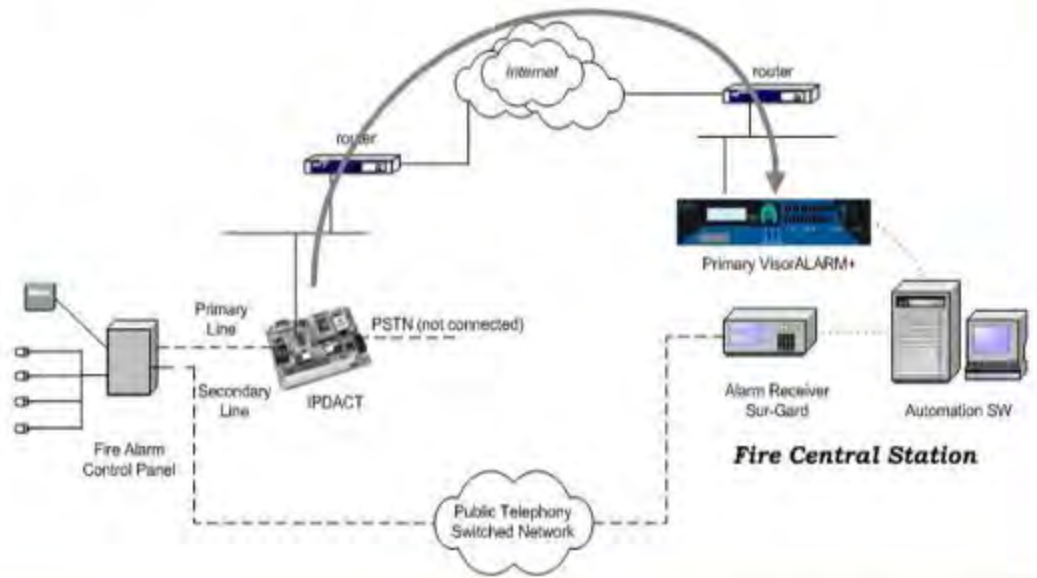 Internet
router
router
Primary VisorALARM+
Primary
Line
PSTN (not connected)
Secondary
Line
IPDACT
Alarm Receiver
Sur-Gard
Automation SW
Fire Alarm
Control Panel
Fire Central Station
Public Telephony
Switched Network